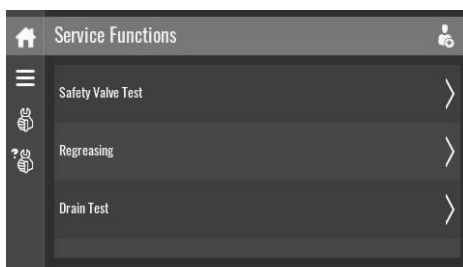 Service Functions
Safety Valve Test
Regreasing
Drain Test